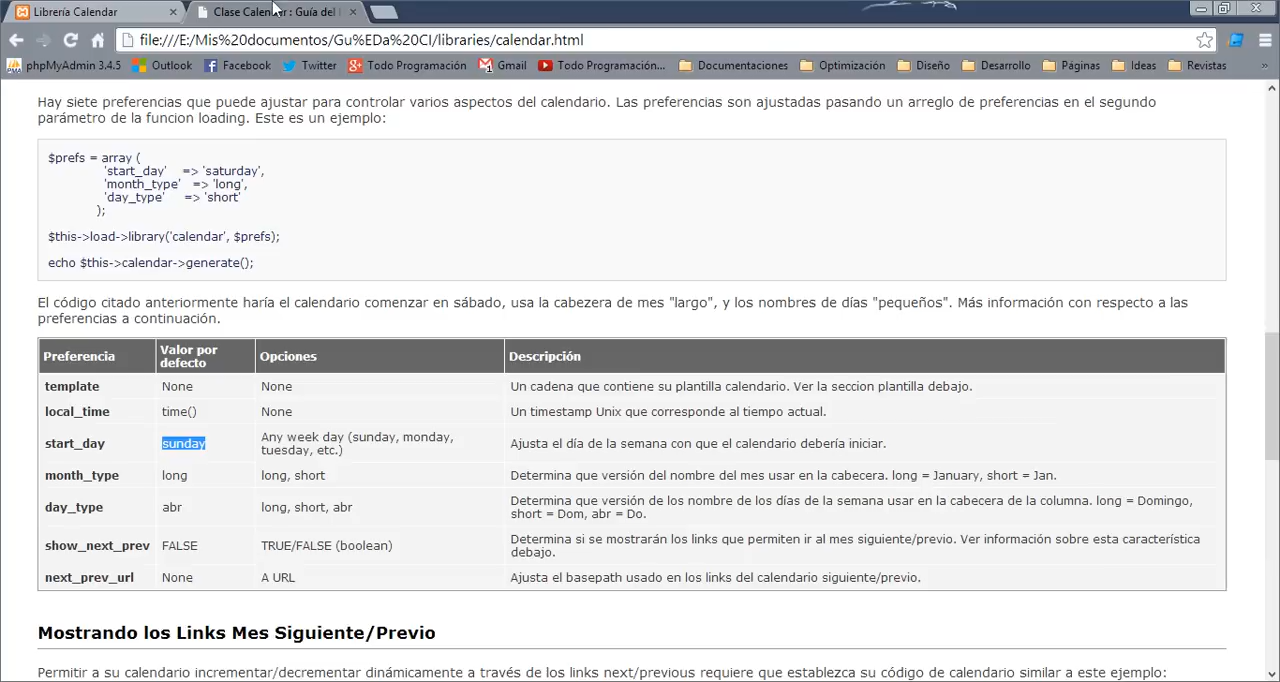 Librería Calendar
Clase Calendar : Guía del
file:///E:/Mis%20documentos/Gu%EDa%20CI/libraries/calendar.html
phpMyAdmin 3.4.5 Outlook Facebook Twitter Todo Programación Gmail Todo Programación... Documentaciones Optimización Diseño Desarrollo Páginas Ideas Revistas »
Hay siete preferencias que puede ajustar para controlar varios aspectos del calendario. Las preferencias son ajustadas pasando un arreglo de preferencias en el segundo
parámetro de la funcion loading. Este es un ejemplo:
$prefs = array (
'start_day' => 'saturday',
'month_type' => 'long',
'day_type' => 'short'
);
$this->load->library('calendar', $prefs);
echo $this->calendar->generate();
El código citado anteriormente haría el calendario comenzar en sábado, usa la cabezera de mes "largo", y los nombres de días "pequeños". Más información con respecto a las
preferencias a continuación.
Preferencia Valor por defecto Opciones Descripción
template None None Un cadena que contiene su plantilla calendario. Ver la seccion plantilla debajo.
local_time time() None Un timestamp Unix que corresponde al tiempo actual.
start_day sunday Any week day (sunday, monday,
tuesday, etc.) Ajusta el día de la semana con que el calendario debería iniciar.
month_type long long, short Determina que versión del nombre del mes usar en la cabecera. long = January, short = Jan.
day_type abr long, short, abr Determina que versión de los nombre de los días de la semana usar en la cabecera de la columna. long = Domingo,
short = Dom, abr = Do.
show_next_prev FALSE TRUE/FALSE (boolean) Determina si se mostrarán los links que permiten ir al mes siguiente/previo. Ver información sobre esta característica
debajo.
next_prev_url None A URL Ajusta el basepath usado en los links del calendario siguiente/previo.
Mostrando los Links Mes Siguiente/Previo
Permitir a su calendario incrementar/decrementar dinámicamente a través de los links next/previous requiere que establezca su código de calendario similar a este ejemplo: